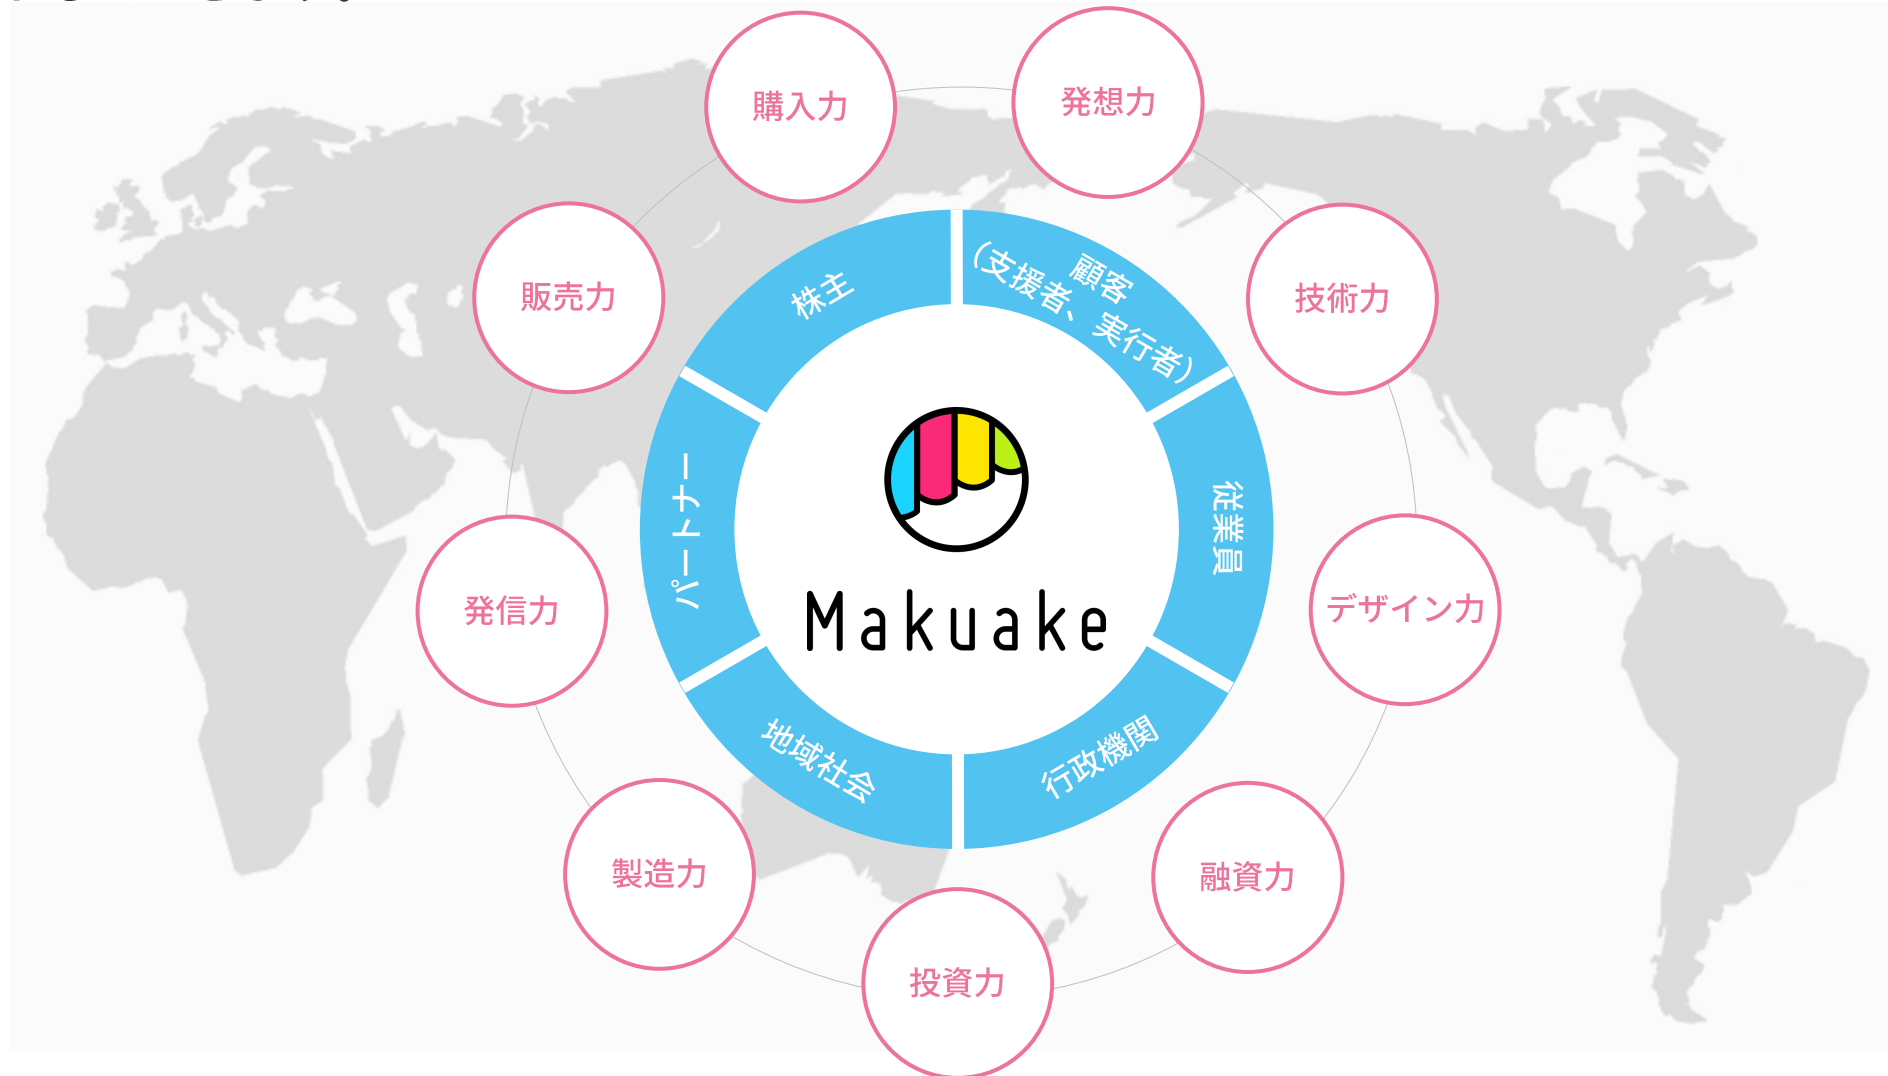 購入力
発想力
販売力
技術力
発信力
デザイン力
製造力
融資力
投資力
株主
顧客
（支援者、実行者）
パートナー
従業員
地域社会
行政機関
Makuake